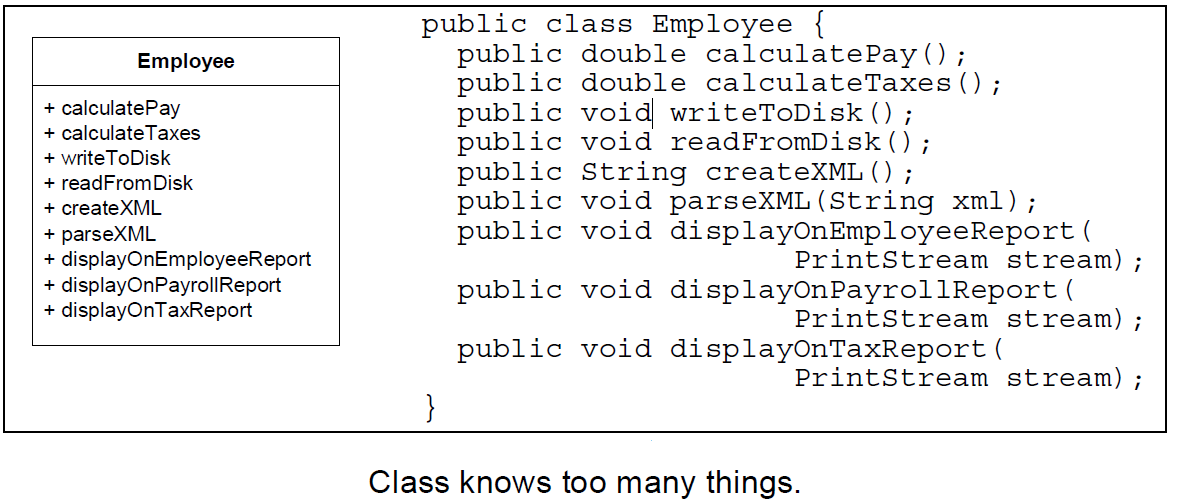 Employee
+ calculatePay
+ calculateTaxes
+ writeToDisk
+ readFromDisk
+ createXML
+ parseXML
+ displayOnEmployeeReport
+ displayOnPayrollReport
+ displayOnTaxReport
public class Employee {
public double calculatePay();
public double calculateTaxes();
public void writeToDisk();
public void readFromDisk();
public String createXML();
public void parseXML(String xml);
public void displayOnEmployeeReport(
PrintStream stream);
public void displayOnPayrollReport(
PrintStream stream);
public void displayOnTaxReport(
PrintStream stream);
}
Class knows too many things.